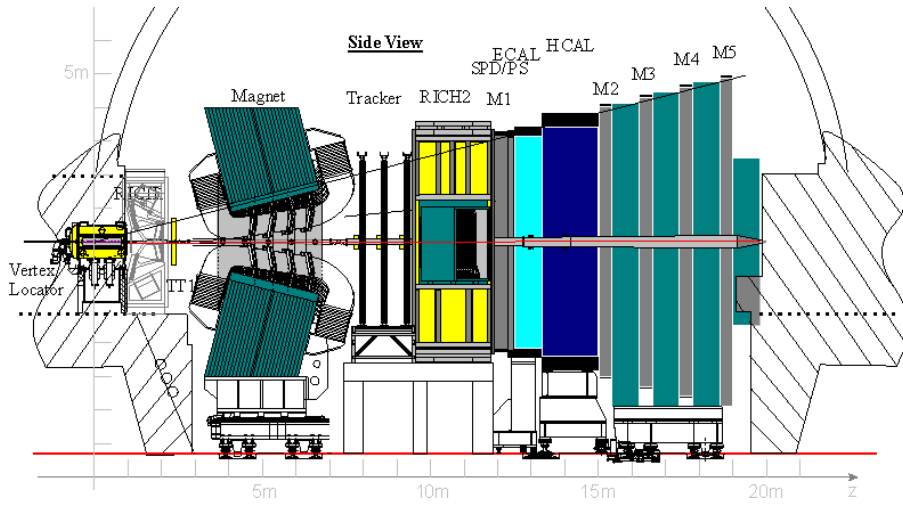 Side View
ECAL
HCAL
SPD/PS
M5
M4
M3
M2
5m
Magnet
Tracker
RICH2
M1
Vertex
Locator
TT1
5m
10m
15m
20m
z